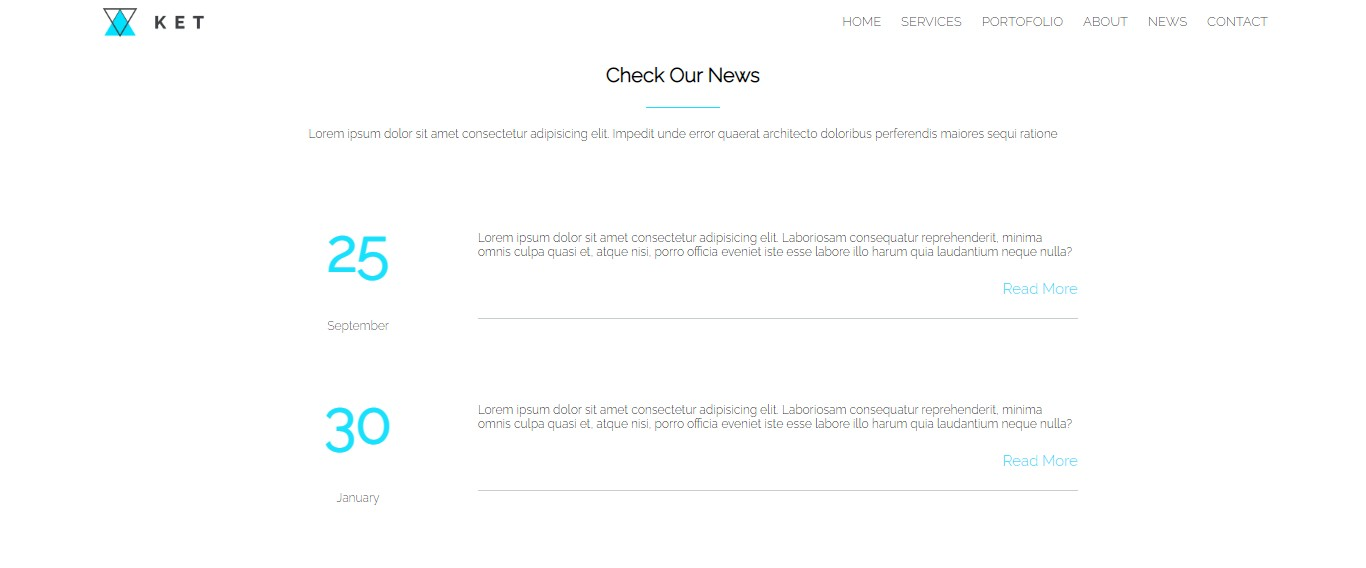 KET
HOME SERVICES PORTOFOLIO ABOUT NEWS CONTACT
Check Our News
Lorem ipsum dolor sit amet consectetur adipisicing elit. Impedit unde error quaerat architecto doloribus perferendis maiores sequi ratione
25
September
Lorem ipsum dolor sit amet consectetur adipisicing elit. Laboriosam consequatur reprehenderit, minima
omnis culpa quasi et, atque nisi, porro officia eveniet iste esse labore illo harum quia laudantium neque nulla?
Read More
30
January
Lorem ipsum dolor sit amet consectetur adipisicing elit. Laboriosam consequatur reprehenderit, minima
omnis culpa quasi et, atque nisi, porro officia eveniet iste esse labore illo harum quia laudantium neque nulla?
Read More